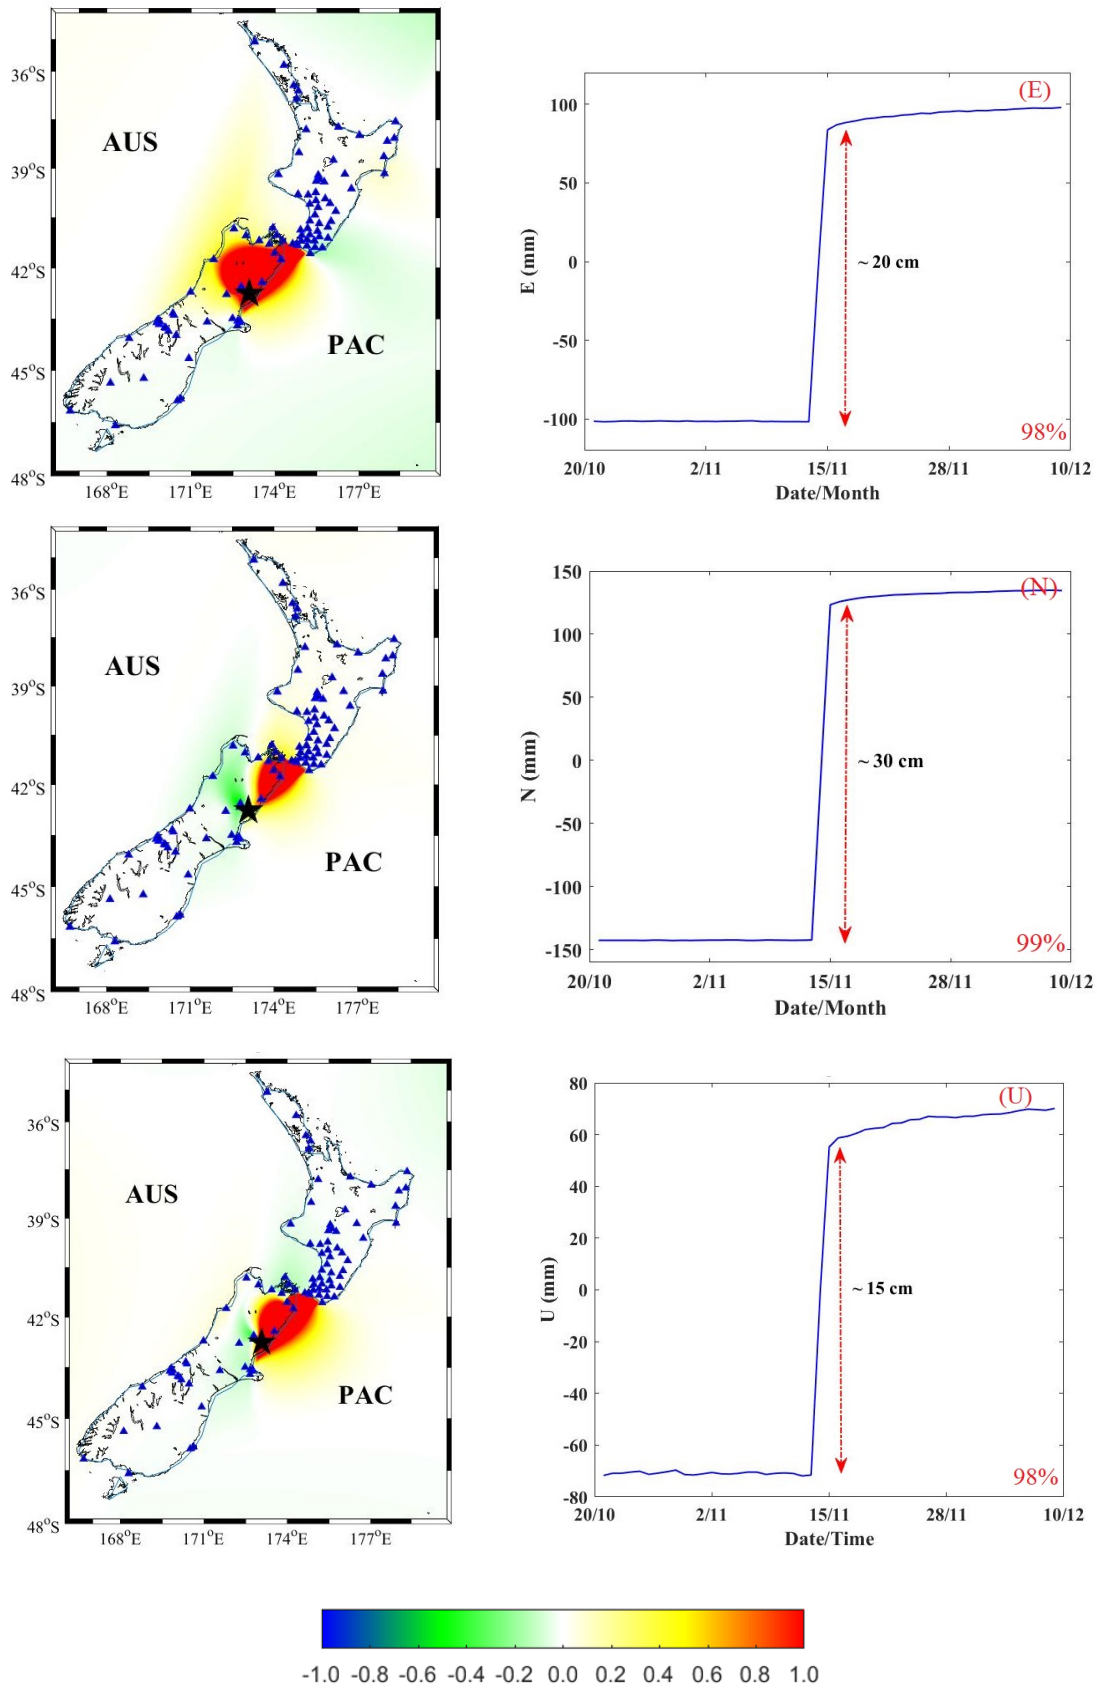 36°S
39°S
42°S
45°S
48°S
168°E 171°E 174°E 177°E
AUS
PAC
(E)
100
50
0
-50
-100
E (mm)
~ 20 cm
98%
20/10 2/11 15/11 28/11 10/12
Date/Month
36°S
39°S
42°S
45°S
48°S
168°E 171°E 174°E 177°E
AUS
PAC
(N)
150
100
50
0
-50
-100
-150
N (mm)
~ 30 cm
99%
20/10 2/11 15/11 28/11 10/12
Date/Month
36°S
39°S
42°S
45°S
48°S
168°E 171°E 174°E 177°E
AUS
PAC
(U)
80
60
40
20
0
-20
-40
-60
-80
U (mm)
~ 15 cm
98%
20/10 2/11 15/11 28/11 10/12
Date/Time
-1.0 -0.8 -0.6 -0.4 -0.2 0.0 0.2 0.4 0.6 0.8 1.0